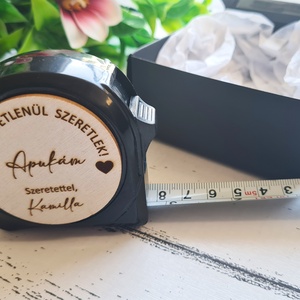 ETLENÜL SZERETLEK!
Apukám
Szeretettel,
Kamilla
8 7 6 5 4 3